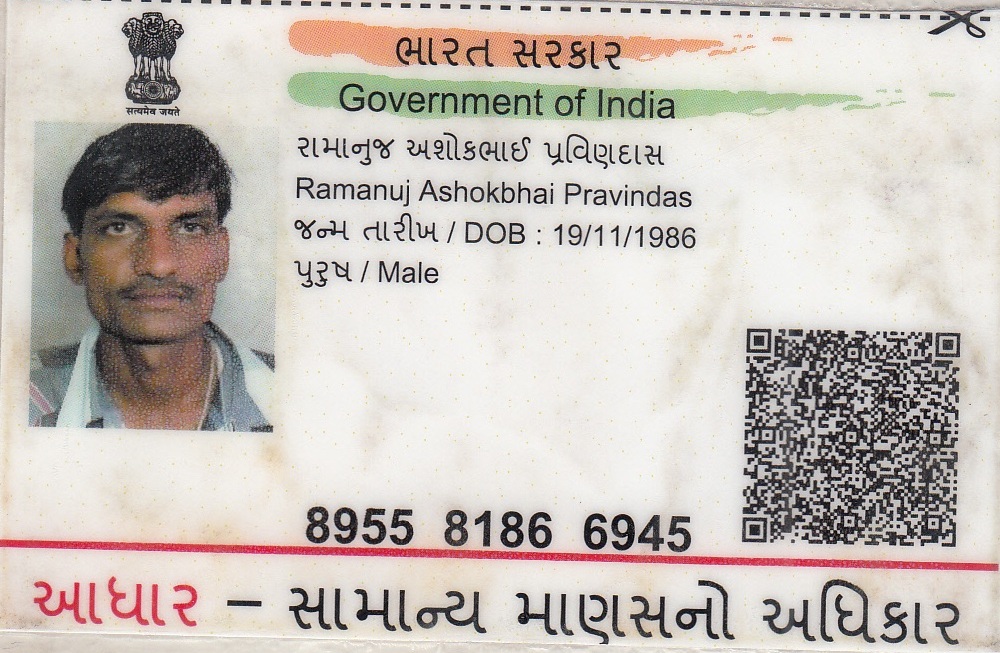 सत्यमेव जयते
ભારત સરકાર
Government of India
રામાનુજ અશોકભાઈ પ્રવિણદાસ
Ramanuj Ashokbhai Pravindas
જન્મ તારીખ / DOB : 19/11/1986
પુરુષ / Male
8955 8186 6945
આધાર – સામાન્ય માણસનો અધિકાર